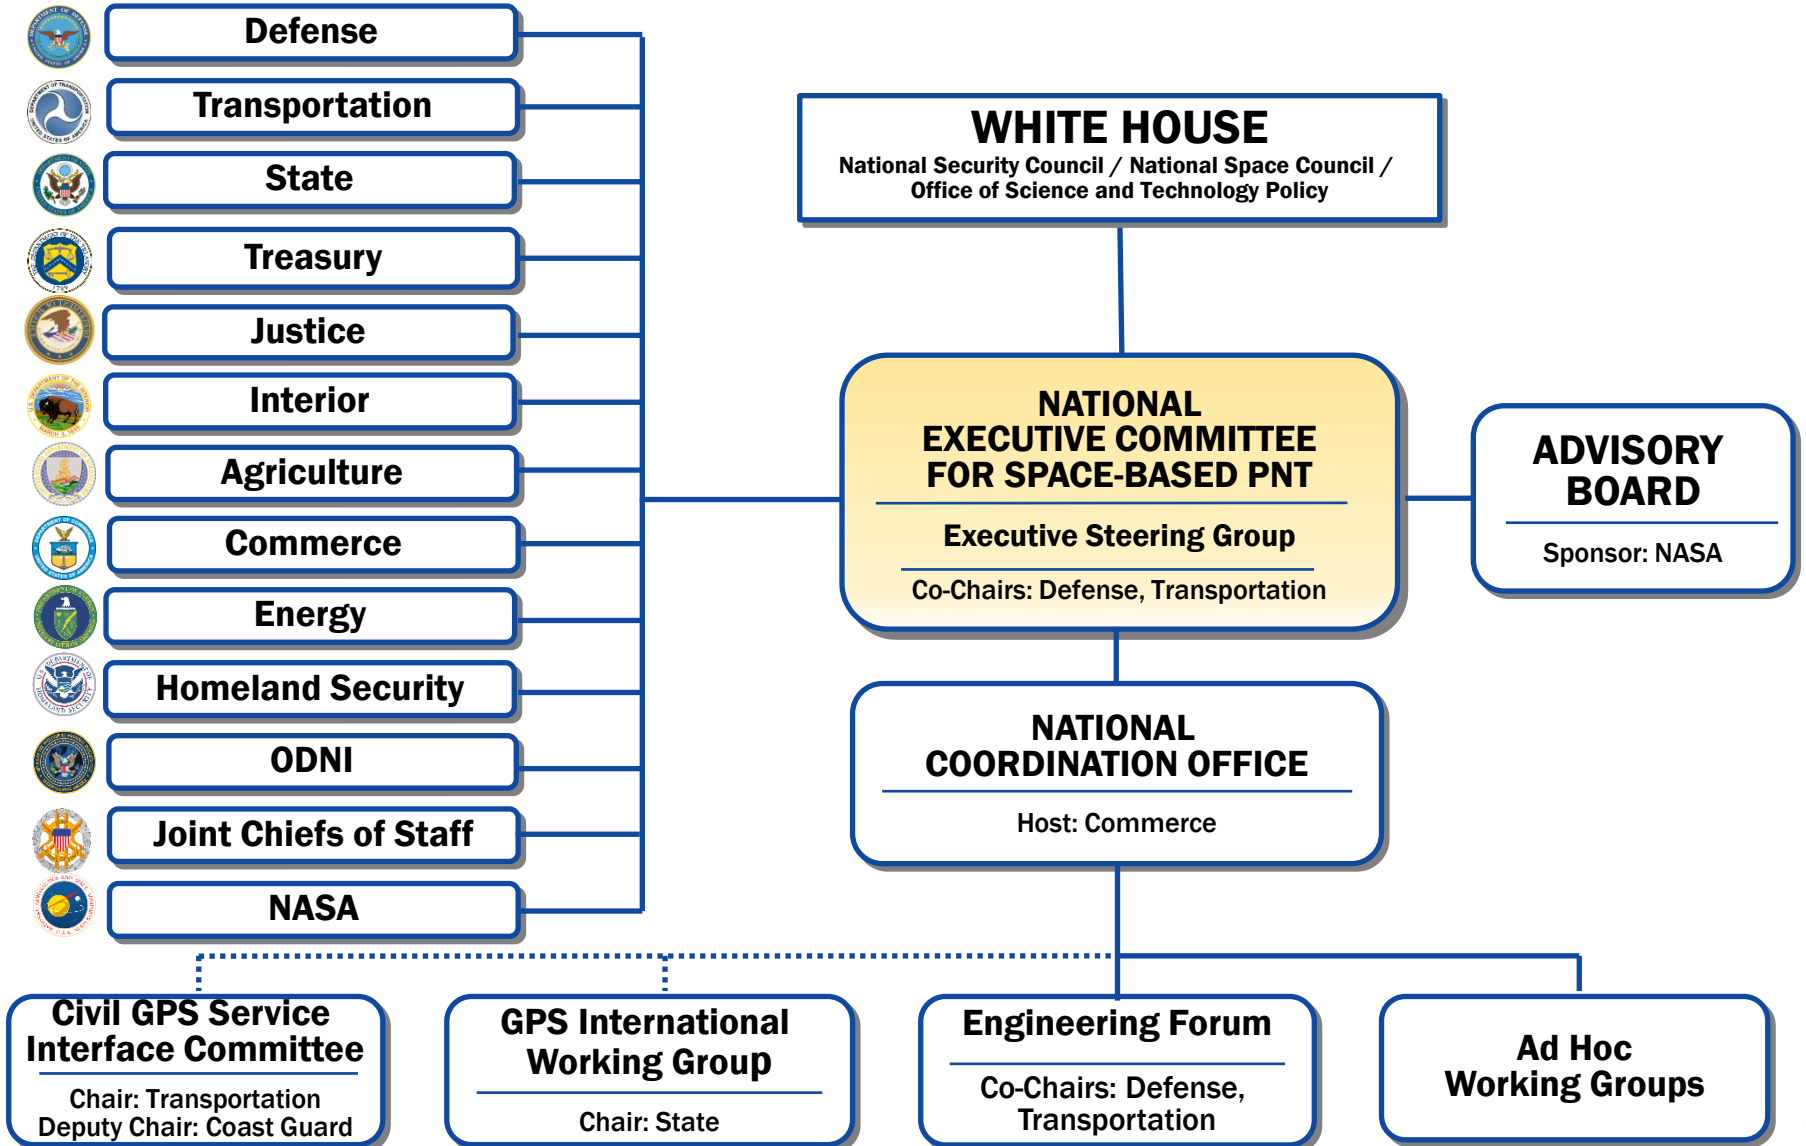 Defense
Transportation
State
Treasury
Justice
Interior
Agriculture
Commerce
Energy
Homeland Security
ODNI
Joint Chiefs of Staff
NASA
WHITE HOUSE
National Security Council / National Space Council /
Office of Science and Technology Policy
NATIONAL
EXECUTIVE COMMITTEE
FOR SPACE-BASED PNT
Executive Steering Group
Co-Chairs: Defense, Transportation
ADVISORY
BOARD
Sponsor: NASA
NATIONAL
COORDINATION OFFICE
Host: Commerce
Civil GPS Service
Interface Committee
Chair: Transportation
Deputy Chair: Coast Guard
GPS International
Working Group
Chair: State
Engineering Forum
Co-Chairs: Defense,
Transportation
Ad Hoc
Working Groups